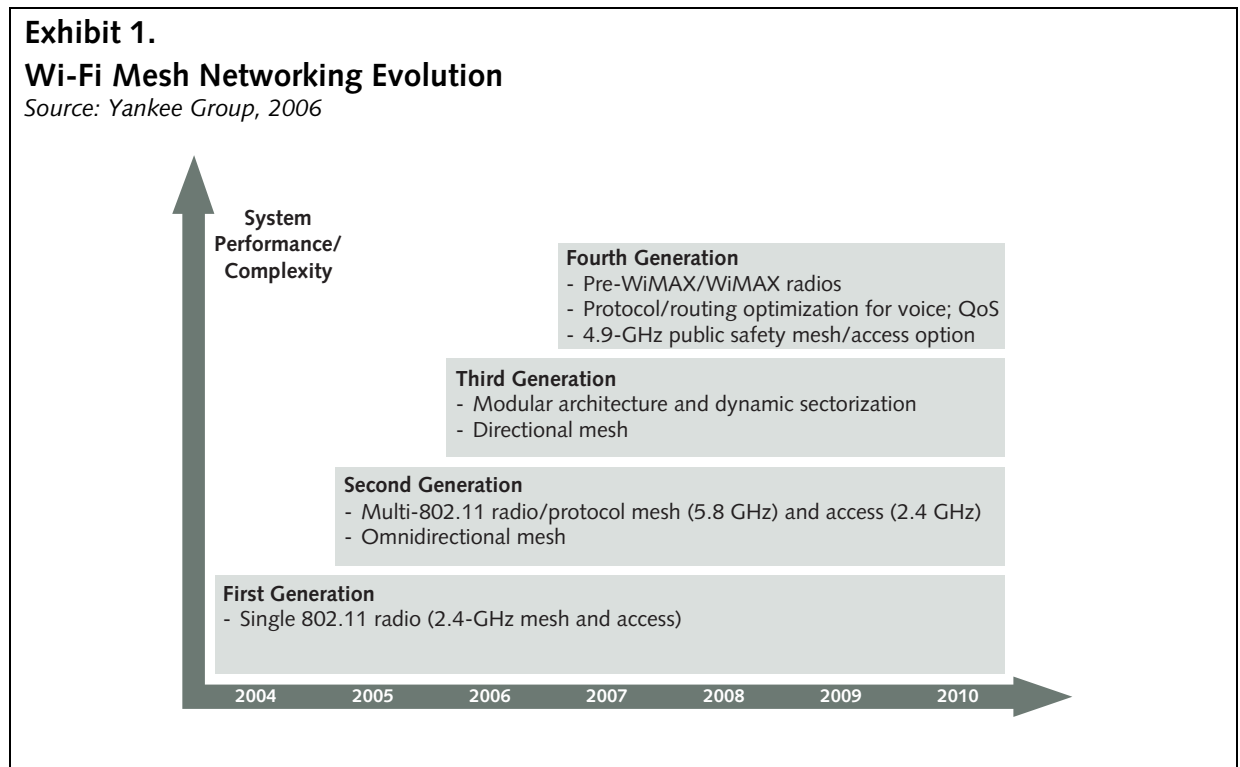 Exhibit 1.
Wi-Fi Mesh Networking Evolution
Source: Yankee Group, 2006
System
Performance/
Complexity
Fourth Generation
- Pre-WiMAX/WiMAX radios
- Protocol/routing optimization for voice; QoS
- 4.9-GHz public safety mesh/access option
Third Generation
- Modular architecture and dynamic sectorization
- Directional mesh
Second Generation
- Multi-802.11 radio/protocol mesh (5.8 GHz) and access (2.4 GHz)
- Omnidirectional mesh
First Generation
- Single 802.11 radio (2.4-GHz mesh and access)
2004 2005 2006 2007 2008 2009 2010